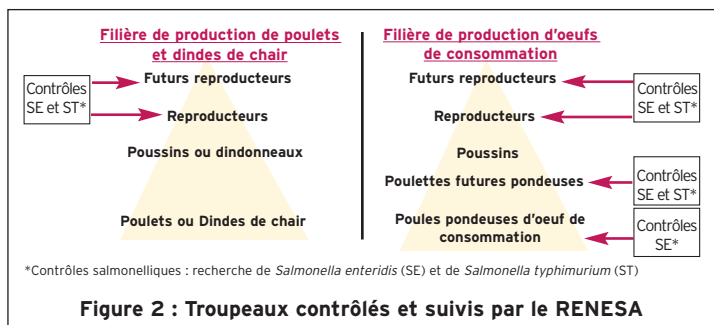 Filière de production de poulets
et dindes de chair
Contrôles
SE et ST*
Futurs reproducteurs
Reproducteurs
Poussins ou dindonneaux
Poulets ou Dindes de chair
Filière de production d'oeufs
de consommation
Futurs reproducteurs
Reproducteurs
Contrôles
SE et ST*
Poussins
Poulettes futures pondeuses
Contrôles
SE et ST*
Poules pondeuses d'oeuf de
consommation
Contrôles
SE*
*Contrôles salmonelliques : recherche de Salmonella enteridis (SE) et de Salmonella typhimurium (ST)
Figure 2 : Troupeaux contrôlés et suivis par le RENESA